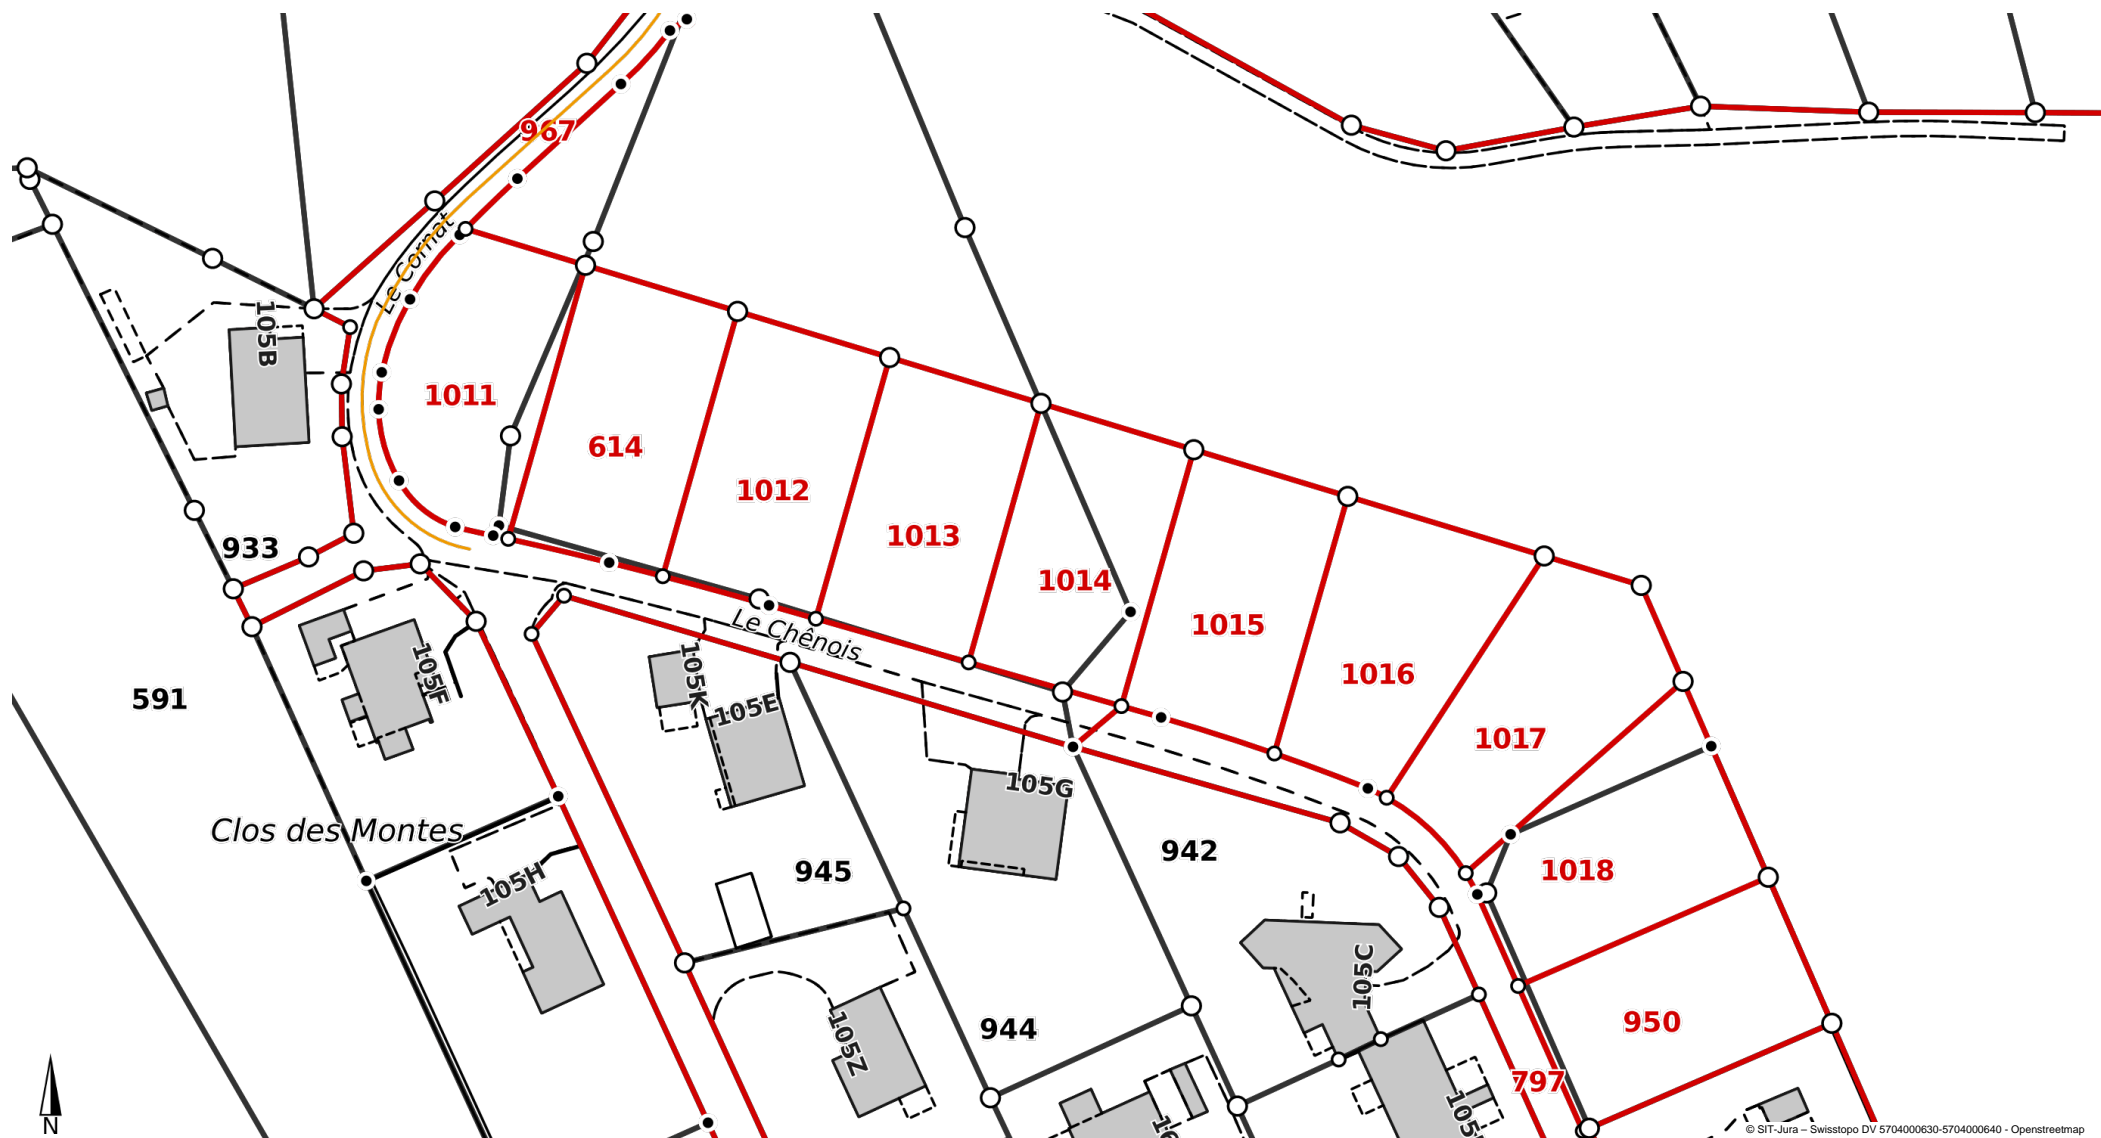 967
Le Cornat
105B
1011
614
1012
1013
933
1014
1015
Le Chênois
1016
591
105F
105K
105E
1017
105G
Clos des Montes
942
945
1018
105H
105C
944
950
105Z
797
N
© SIT-Jura – Swisstopo DV 5704000630-5704000640 - Openstreetmap